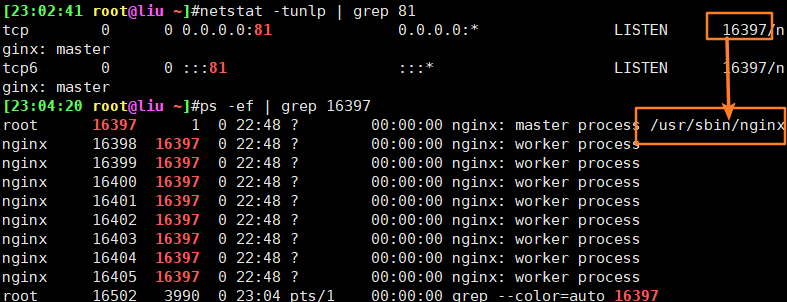 [23:02:41 root@liu ~]#netstat -tunlp | grep 81
tcp 0 0 0.0.0.0:81 0.0.0.0:* LISTEN 16397/n
ginx: master
tcp6 0 0 :::81 :::* LISTEN 16397/n
ginx: master
[23:04:20 root@liu ~]#ps -ef | grep 16397
root 16397 1 0 22:48 ? 00:00:00 nginx: master process /usr/sbin/nginx
nginx 16398 16397 0 22:48 ? 00:00:00 nginx: worker process
nginx 16399 16397 0 22:48 ? 00:00:00 nginx: worker process
nginx 16400 16397 0 22:48 ? 00:00:00 nginx: worker process
nginx 16401 16397 0 22:48 ? 00:00:00 nginx: worker process
nginx 16402 16397 0 22:48 ? 00:00:00 nginx: worker process
nginx 16403 16397 0 22:48 ? 00:00:00 nginx: worker process
nginx 16404 16397 0 22:48 ? 00:00:00 nginx: worker process
nginx 16405 16397 0 22:48 ? 00:00:00 nginx: worker process
root 16502 3990 0 23:04 pts/1 00:00:00 grep --color=auto 16397